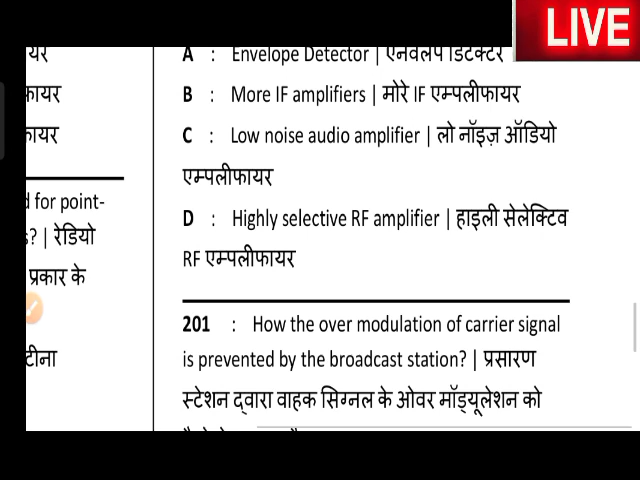 LIVE
यर
कायर
कायर
d for point-
s? | रेडियो
प्रकार के
टीना
A : Envelope Detector | एनवलप डिटेक्टर
B : More IF amplifiers | मोरे IF एम्पलीफायर
C : Low noise audio amplifier | लो नॉइज़ ऑडियो
एम्पलीफायर
D : Highly selective RF amplifier | हाइली सेलेक्टिव
RF एम्पलीफायर
201 : How the over modulation of carrier signal
is prevented by the broadcast station? | प्रसारण
स्टेशन द्वारा वाहक सिग्नल के ओवर मॉड्यूलेशन को